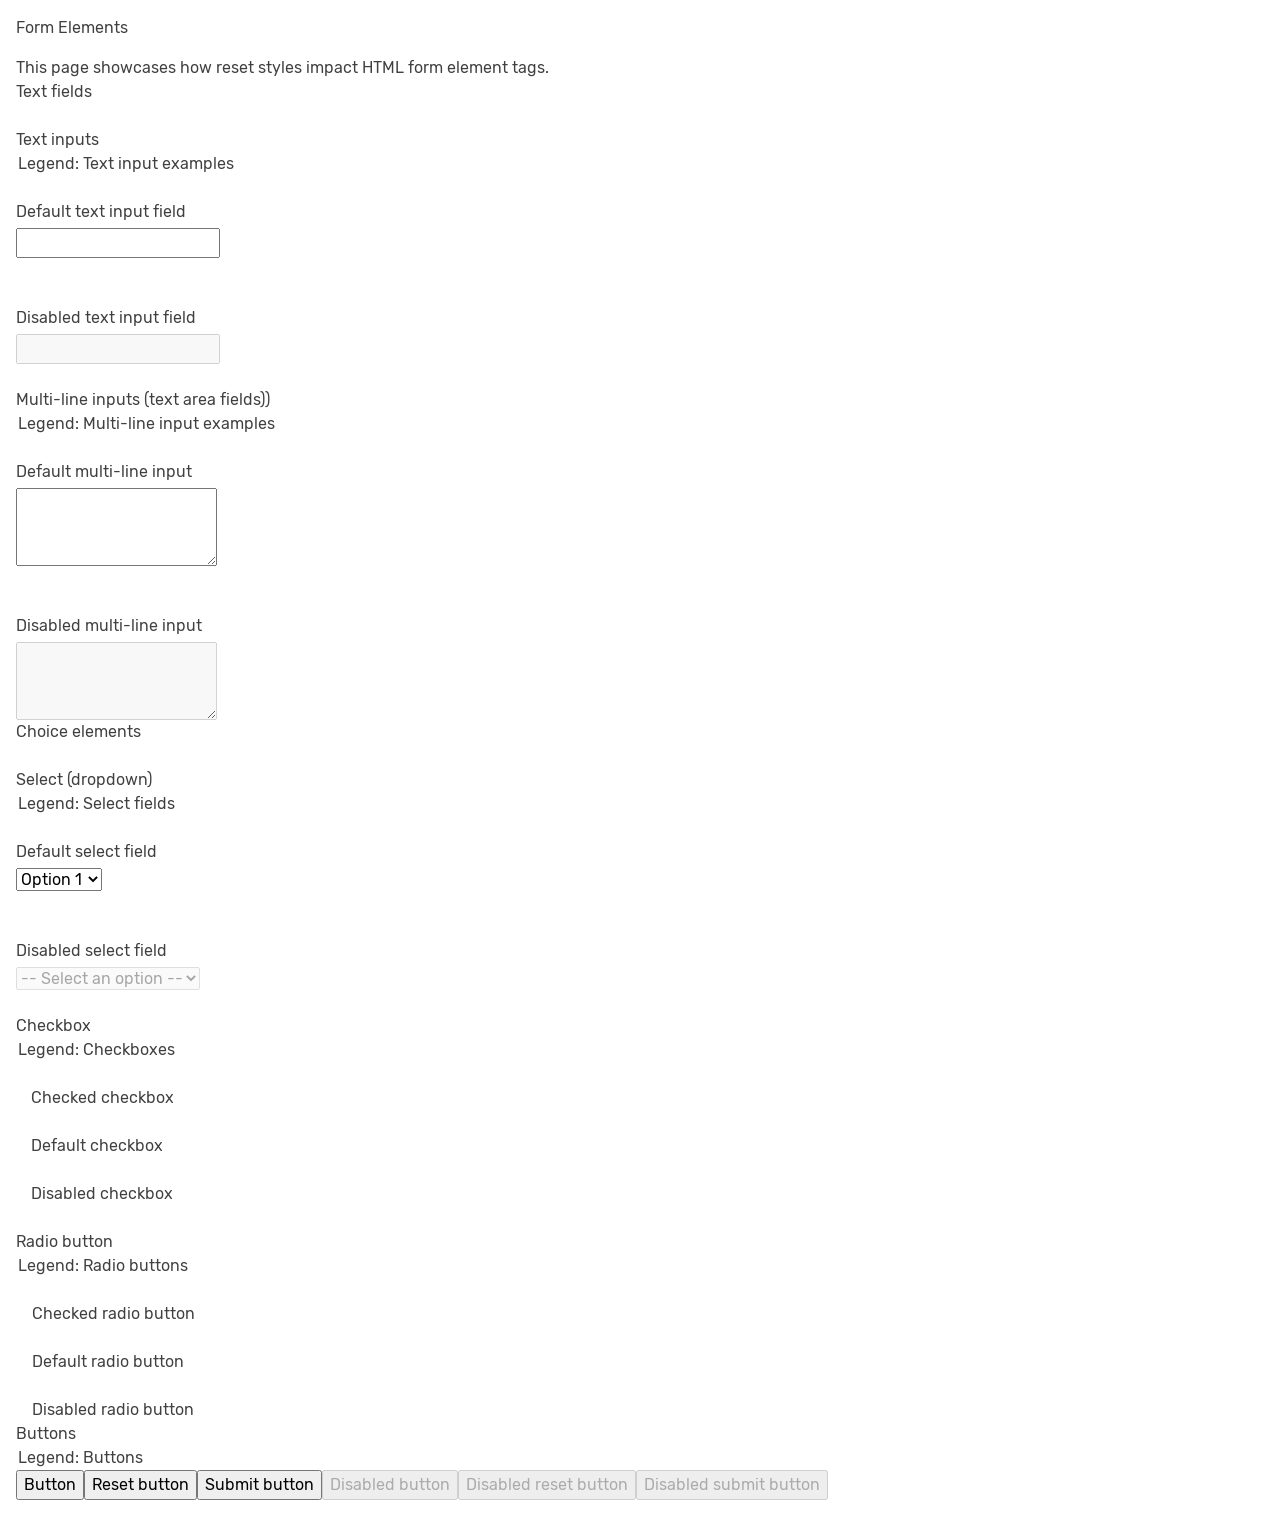 Form Elements
This page showcases how reset styles impact HTML form element tags.
Text fields
Text inputs
Legend: Text input examples
Default text input field
Disabled text input field
Multi-line inputs (text area fields))
Legend: Multi-line input examples
Default multi-line input
Disabled multi-line input
Choice elements
Select (dropdown)
Legend: Select fields
Default select field
Option 1
Disabled select field
-- Select an option --
Checkbox
Legend: Checkboxes
Checked checkbox
Default checkbox
Disabled checkbox
Radio button
Legend: Radio buttons
Checked radio button
Default radio button
Disabled radio button
Buttons
Legend: Buttons
Button Reset button Submit button Disabled button Disabled reset button Disabled submit button